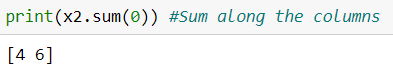 print(x2.sum(0)) #Sum along the columns
[4 6]